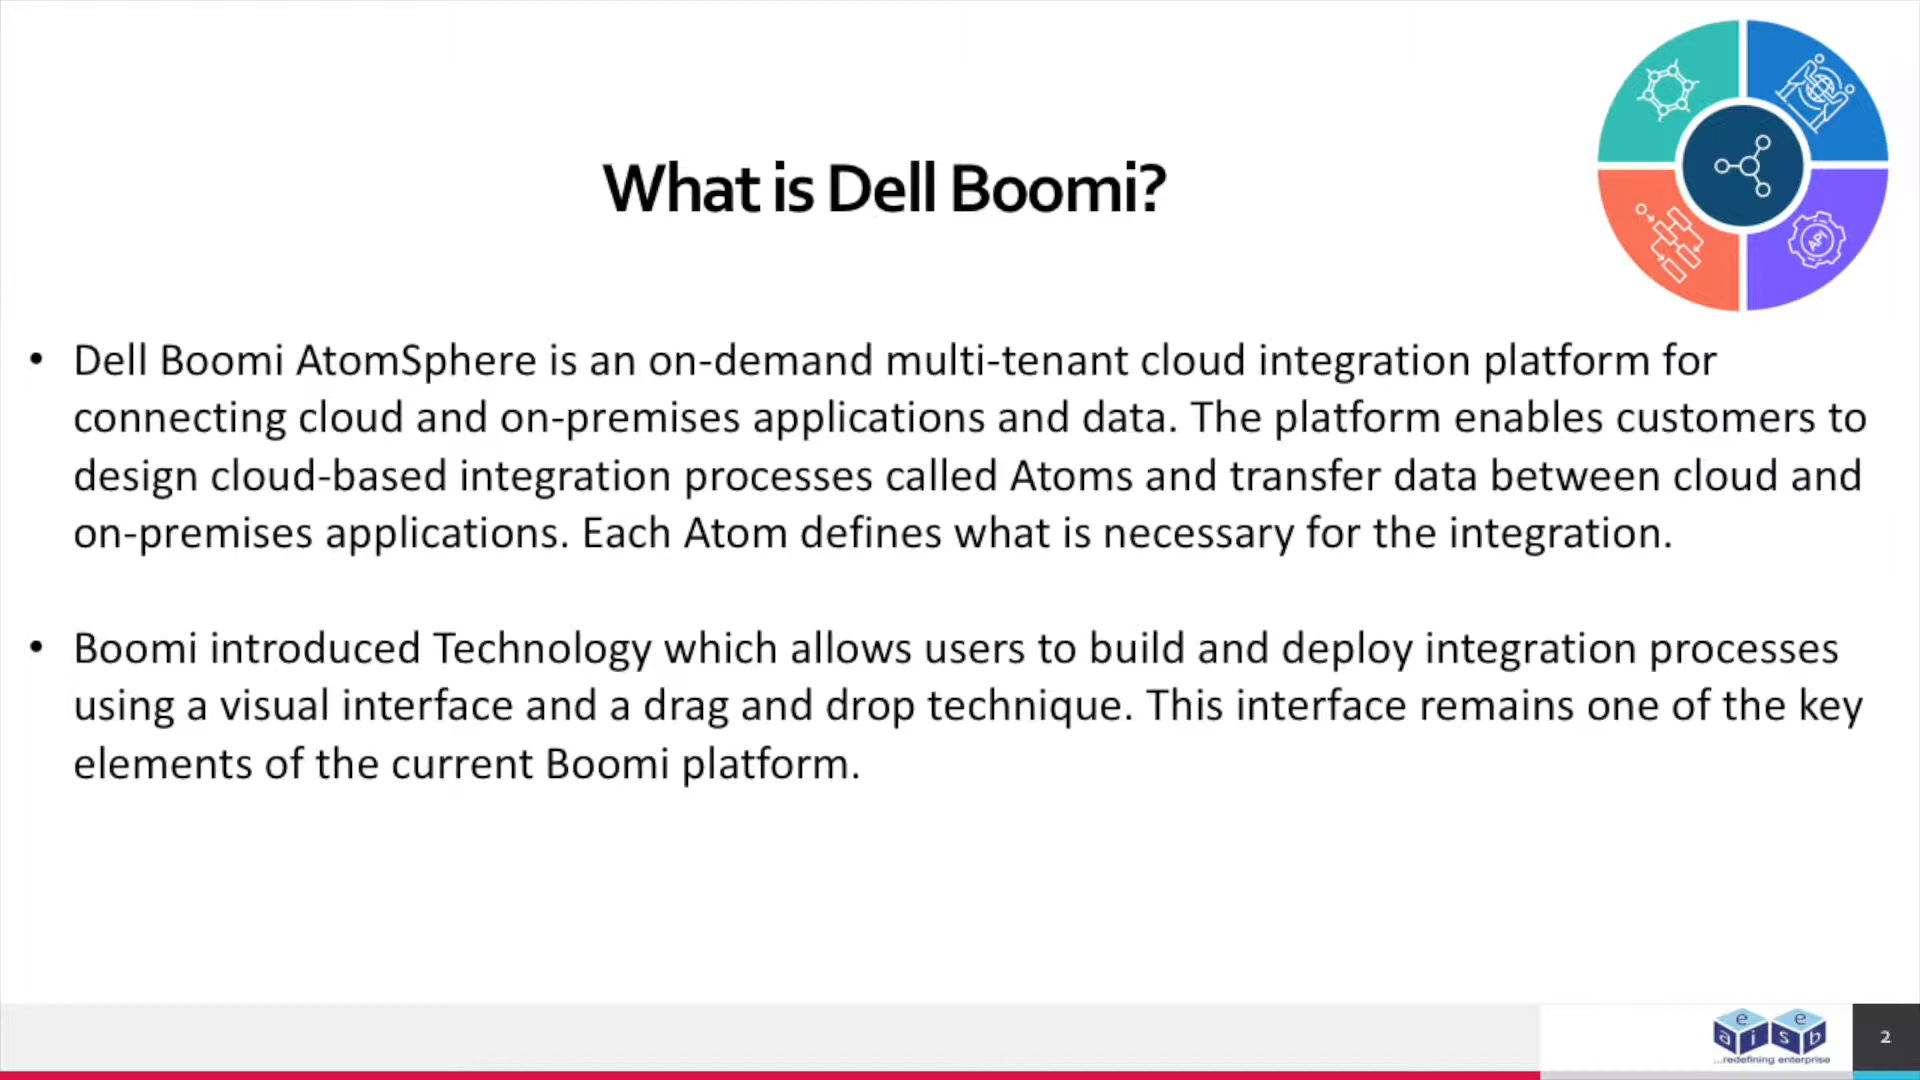 What is Dell Boomi?
API
• Dell Boomi AtomSphere is an on-demand multi-tenant cloud integration platform for
connecting cloud and on-premises applications and data. The platform enables customers to
design cloud-based integration processes called Atoms and transfer data between cloud and
on-premises applications. Each Atom defines what is necessary for the integration.
• Boomi introduced Technology which allows users to build and deploy integration processes
using a visual interface and a drag and drop technique. This interface remains one of the key
elements of the current Boomi platform.
e e
a i s b
...redefining enterprise
2